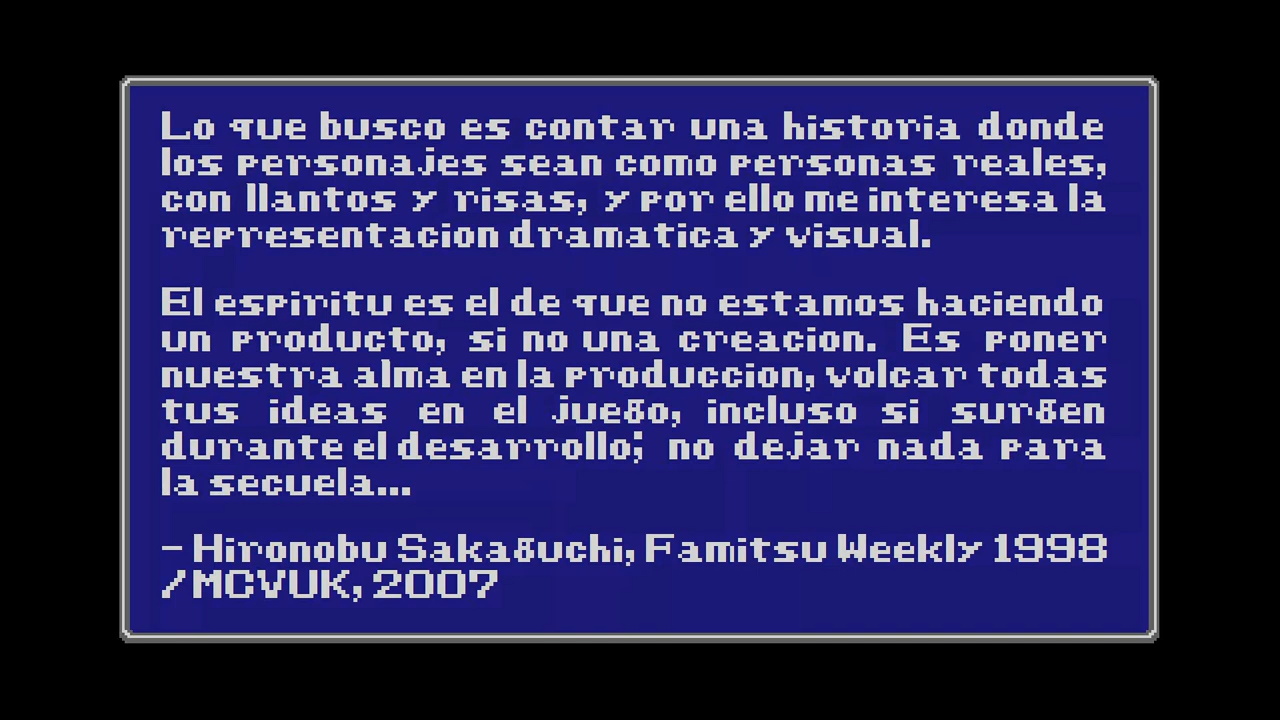 Lo que busco es contar una historia donde
los personajes sean como personas reales,
con llantos y risas, y por ello me interesa la
representacion dramatica y visual.
El espiritu es el de que no estamos haciendo
un producto, si no una creacion. Es poner
nuestra alma en la produccion, volcar todas
tus ideas en el juego, incluso si surgen
durante el desarrollo; no dejar nada para
la secuela...
- Hironobu Sakaguchi, Famitsu Weekly 1998
/MCVUK, 2007